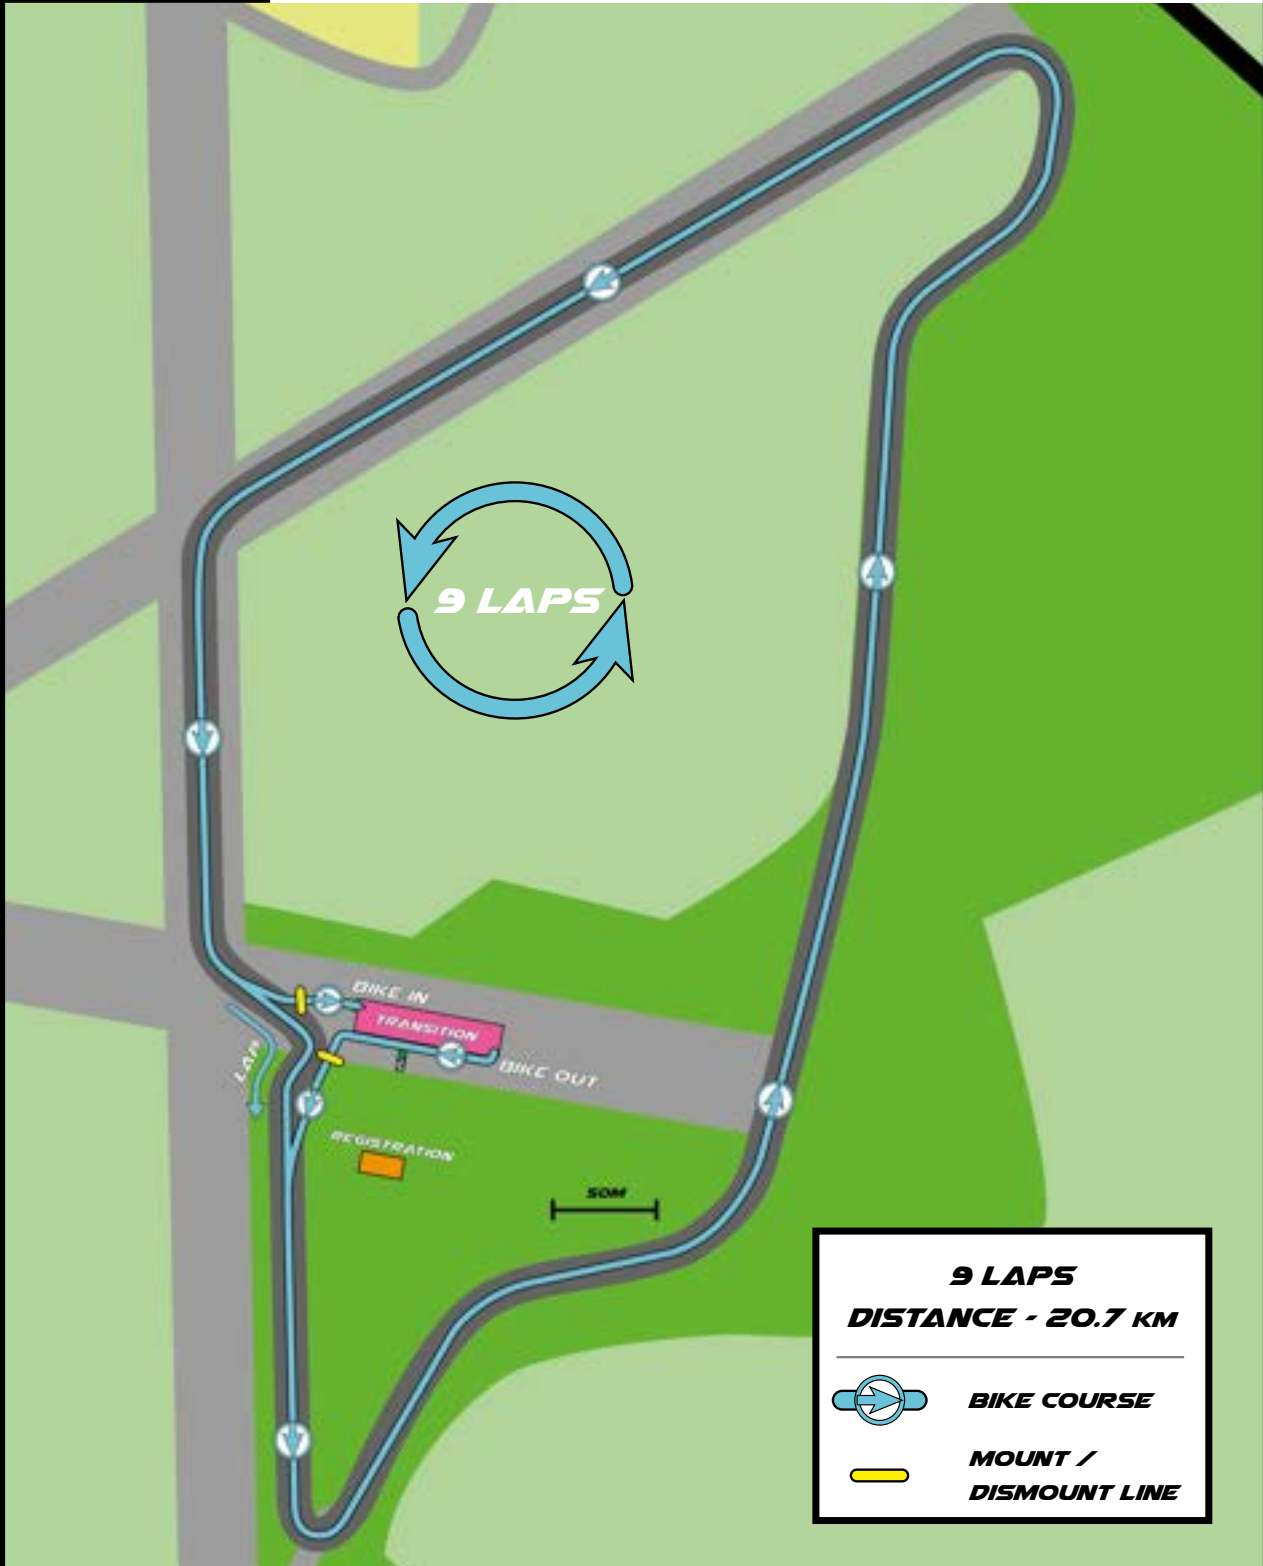 9 LAPS
BIKE IN
TRANSITION
BIKE OUT
LAP
REGISTRATION
50M
9 LAPS
DISTANCE - 20.7 KM
BIKE COURSE
MOUNT /
DISMOUNT LINE